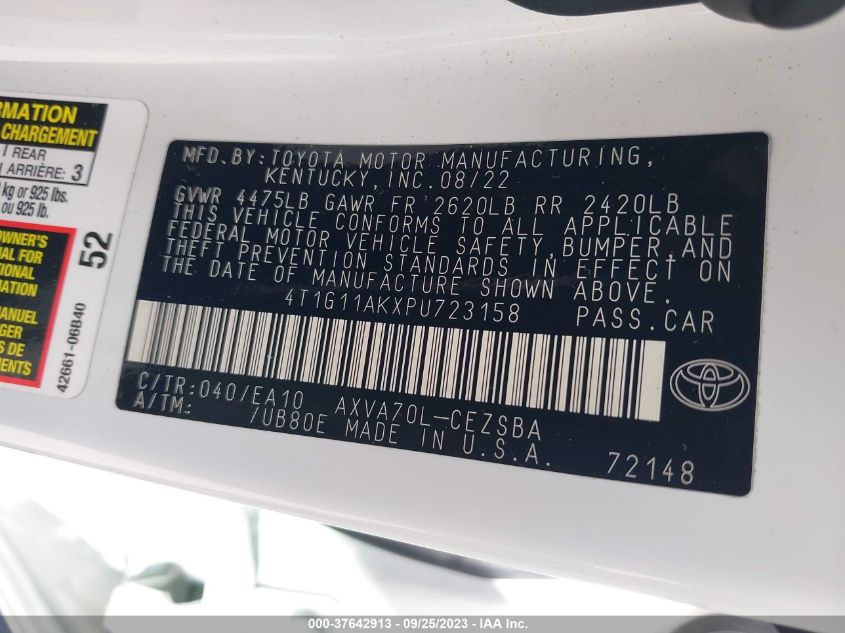 RMATION
CHARGEMENT
REAR
ARRIÈRE: 3
kg or 925 lbs.
ou 925 lb.
OWNER'S
AL FOR
TIONAL
MATION
MANUEL
GER
S DE
MENTS
52
42661-06B40
MFD.BY:TOYOTA MOTOR MANUFACTURING,
KENTUCKY,INC.08/22
GVWR 4475LB GAWR FR 2620LB RR 2420LB
THIS VEHICLE CONFORMS TO ALL APPLICABLE
FEDERAL MOTOR VEHICLE SAFETY,BUMPER,AND
THEFT PREVENTION STANDARDS IN EFFECT ON
THE DATE OF MANUFACTURE SHOWN ABOVE.
4T1G11AKXPU723158 PASS.CAR
C/TR:040/EA10 AXVA70L-CEZSBA
A/TM: /UB80E MADE IN U.S.A.
72148
000-37642913 - 09/25/2023 - IAA Inc.